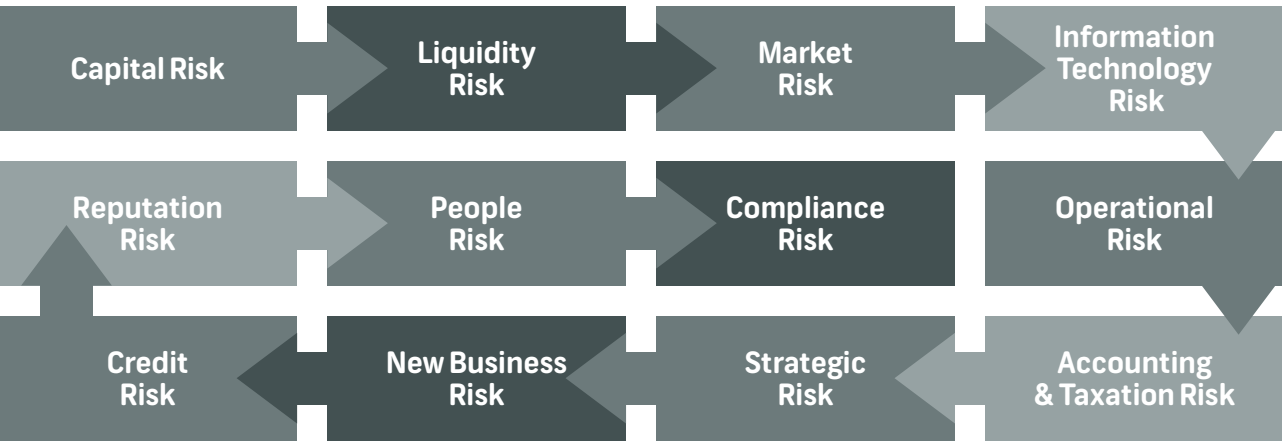 Capital Risk
Liquidity
Risk
Market
Risk
Information
Technology
Risk
Reputation
Risk
People
Risk
Compliance
Risk
Operational
Risk
Credit
Risk
New Business
Risk
Strategic
Risk
Accounting
& Taxation Risk